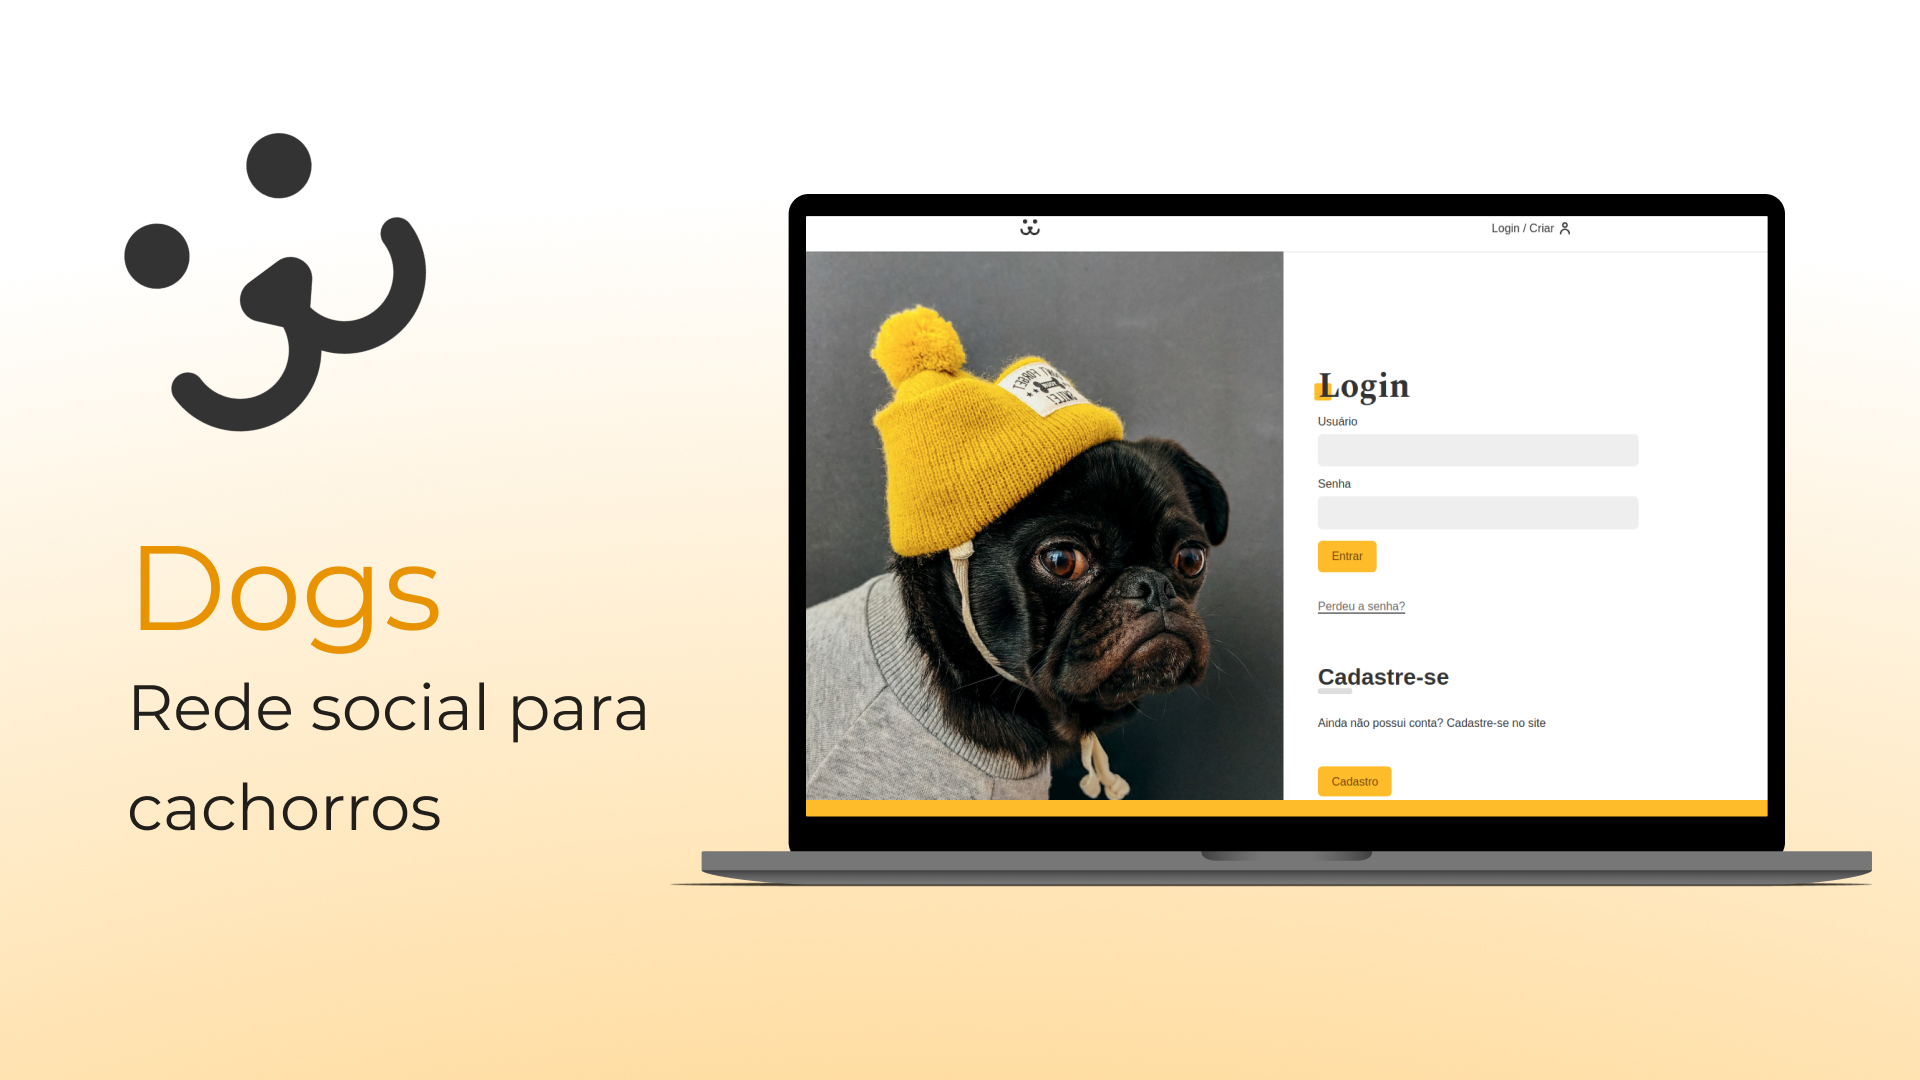 Dogs
Rede social para
cachorros
Login / Criar
Login
Usuário
Senha
Entrar
Perdeu a senha?
Cadastre-se
Ainda não possui conta? Cadastre-se no site
Cadastro